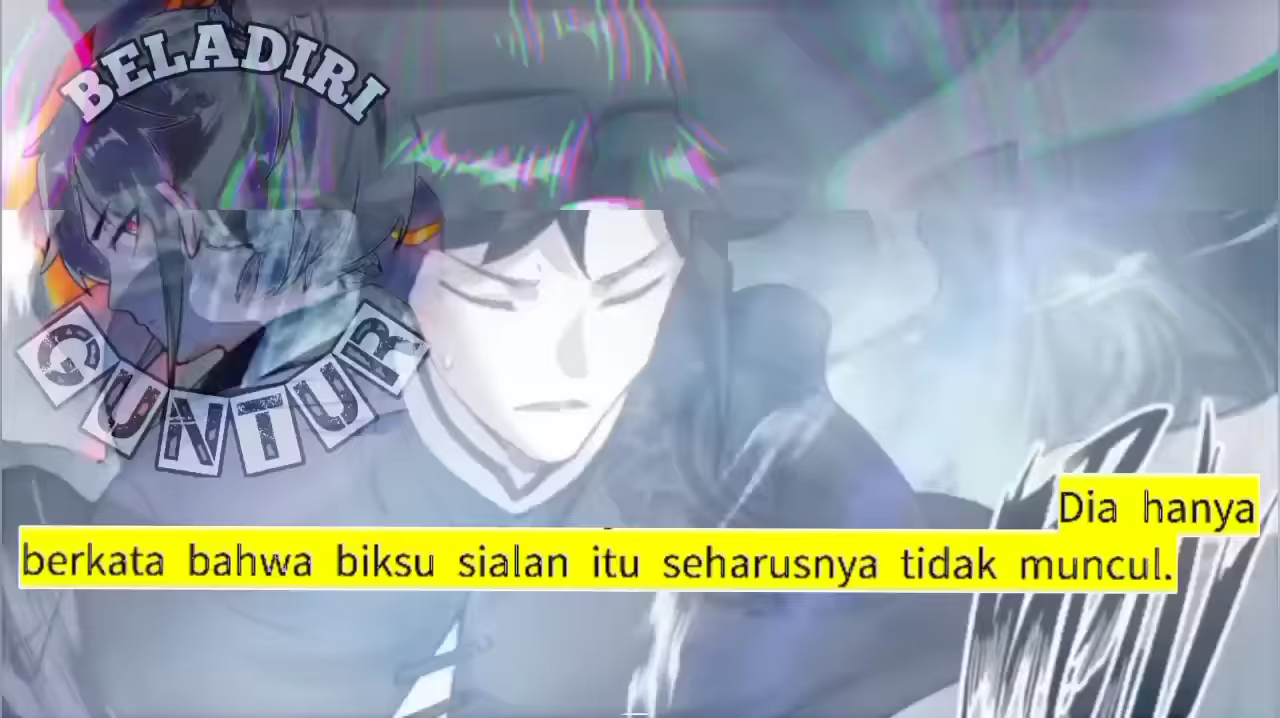 BELADIRI
GUNTUR
Dia hanya
berkata bahwa biksu sialan itu seharusnya tidak muncul.